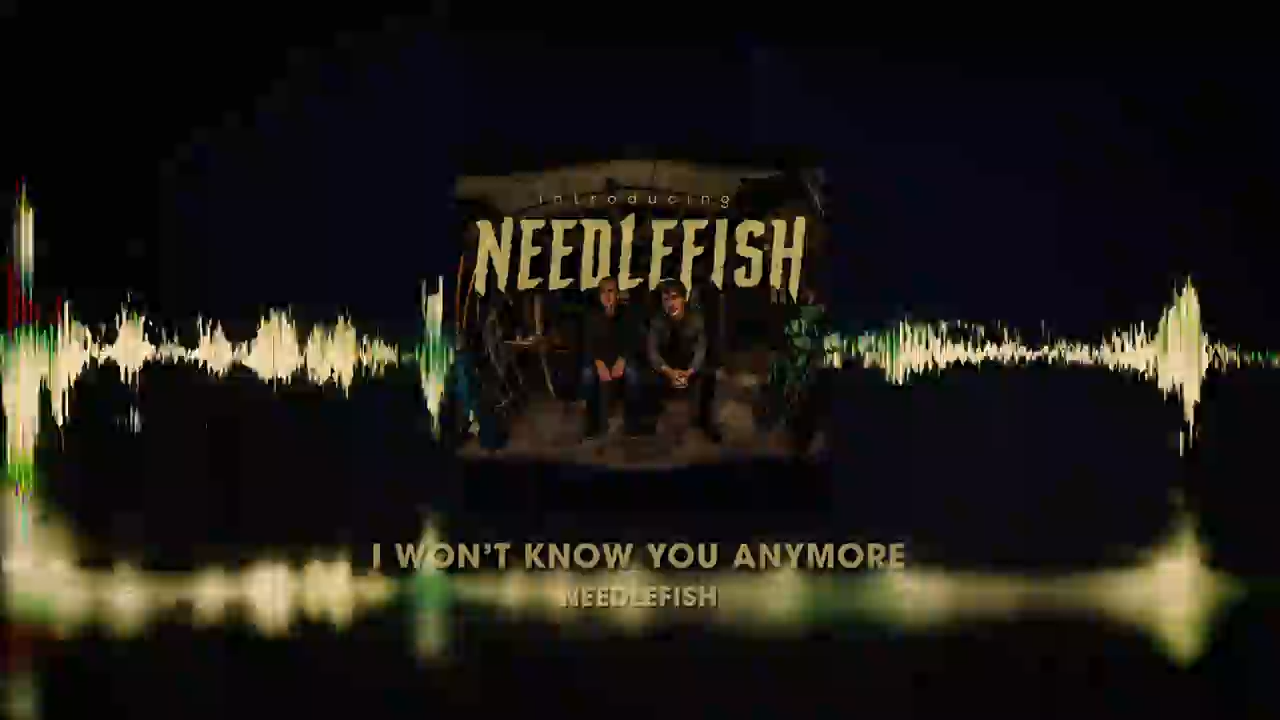 introducing
NEEDLEFISH
I WON'T KNOW YOU ANYMORE
NEEDLEFISH